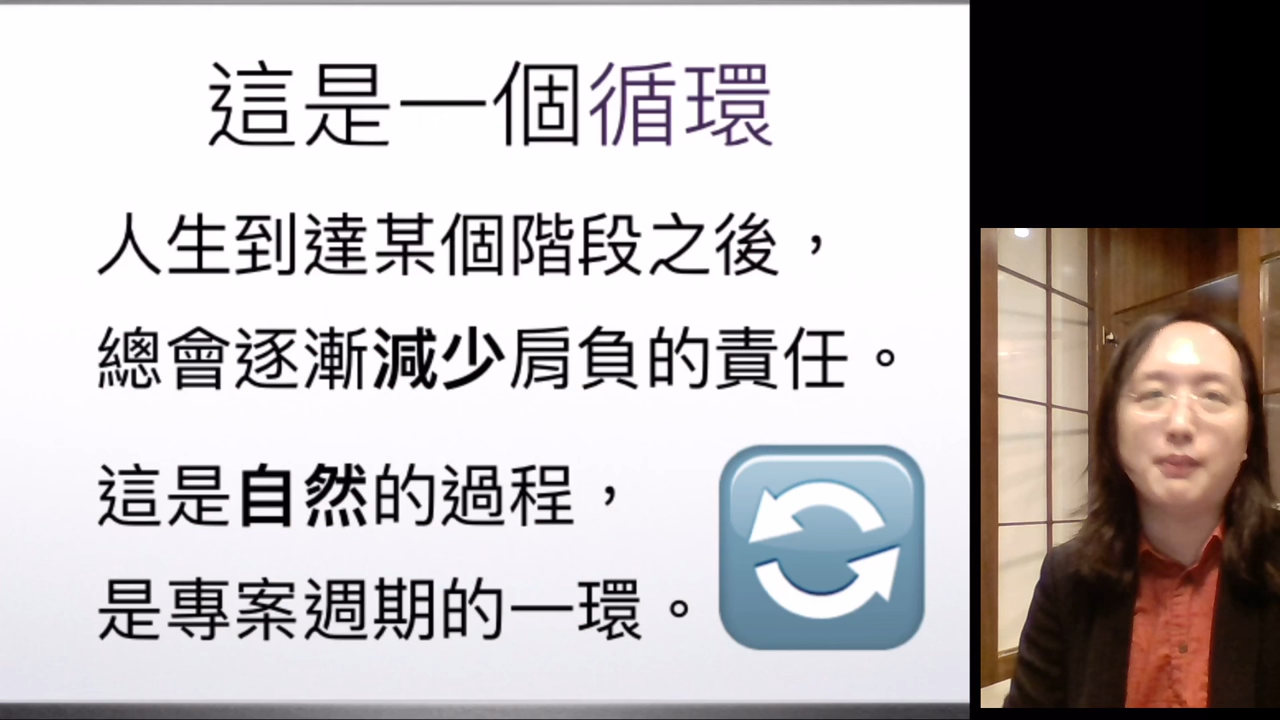 這是一個循環
人生到達某個階段之後，
總會逐漸減少肩負的責任。
這是自然的過程，
是專案週期的一環。